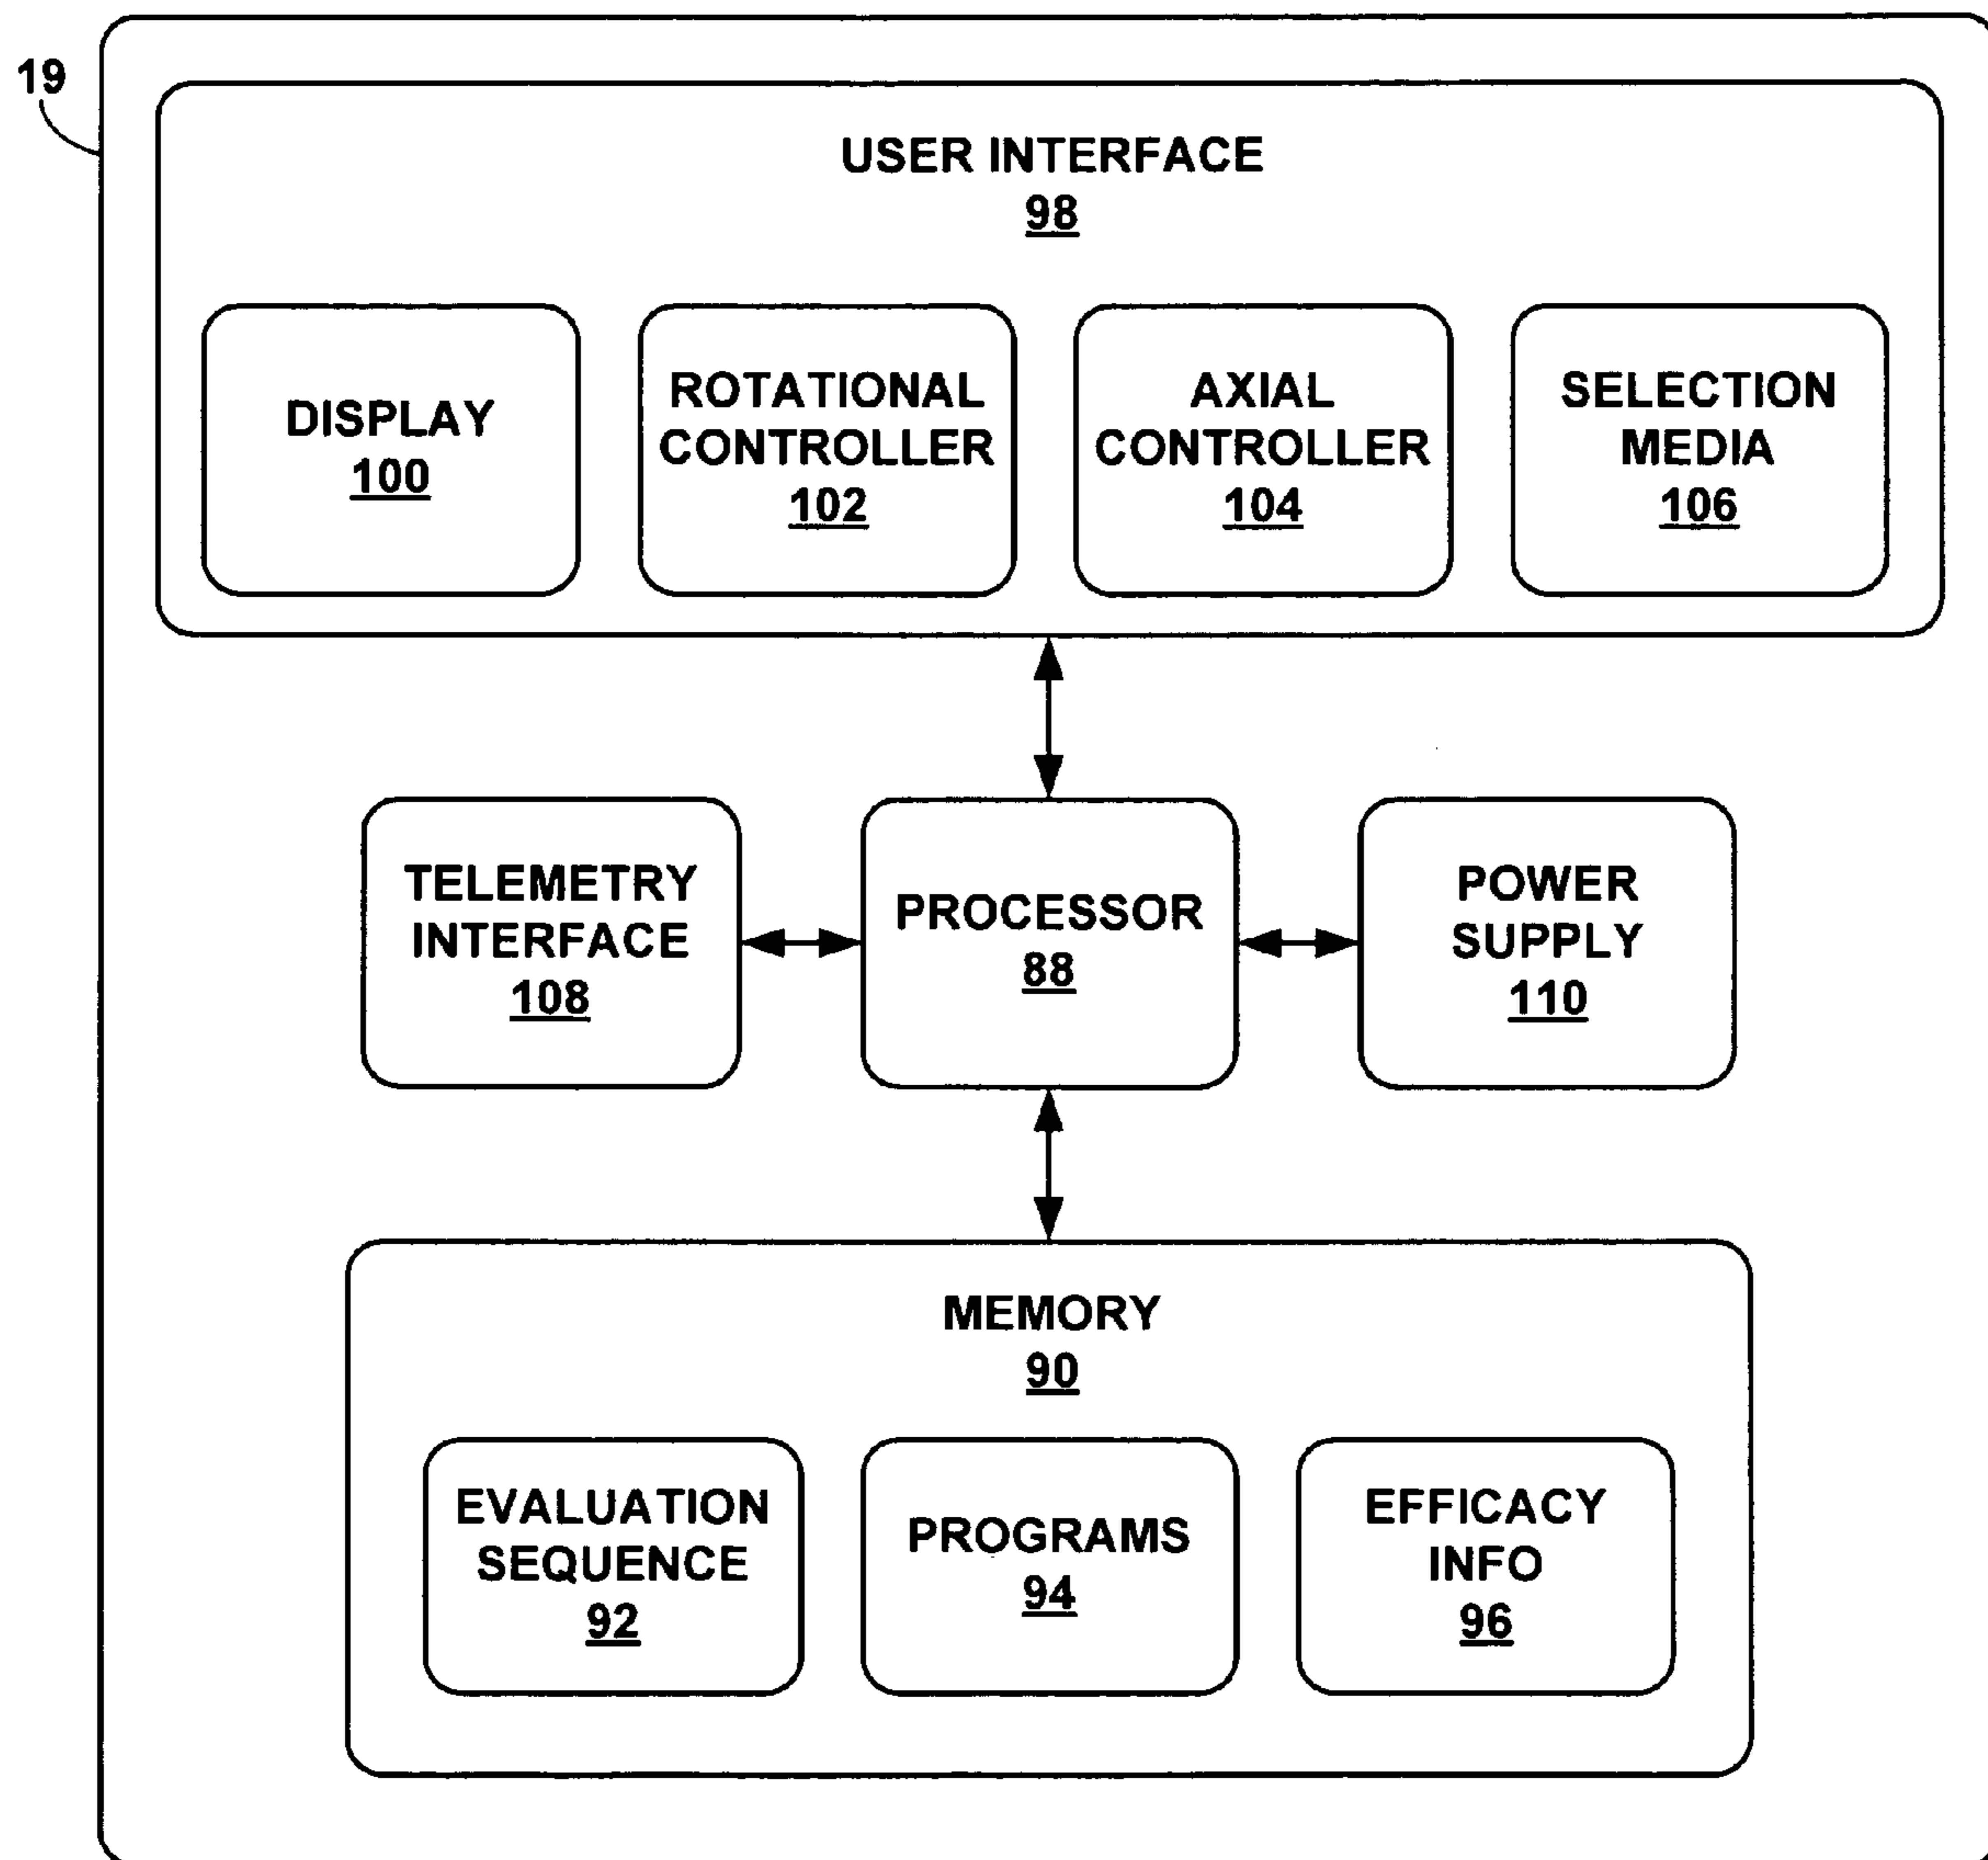 19
USER INTERFACE
98
DISPLAY
100
ROTATIONAL
CONTROLLER
102
AXIAL
CONTROLLER
104
SELECTION
MEDIA
106
TELEMETRY
INTERFACE
108
PROCESSOR
88
POWER
SUPPLY
110
MEMORY
90
EVALUATION
SEQUENCE
92
PROGRAMS
94
EFFICACY
INFO
96